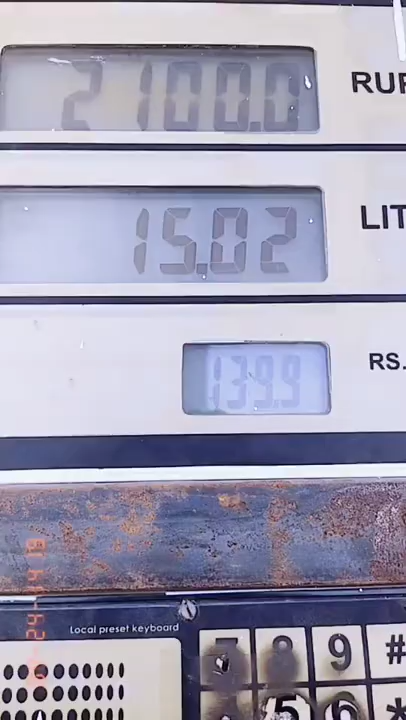 2100.0
RUP
15.02
LIT
139.9
RS.
Local preset keyboard
7 8 9 #
5 6 *